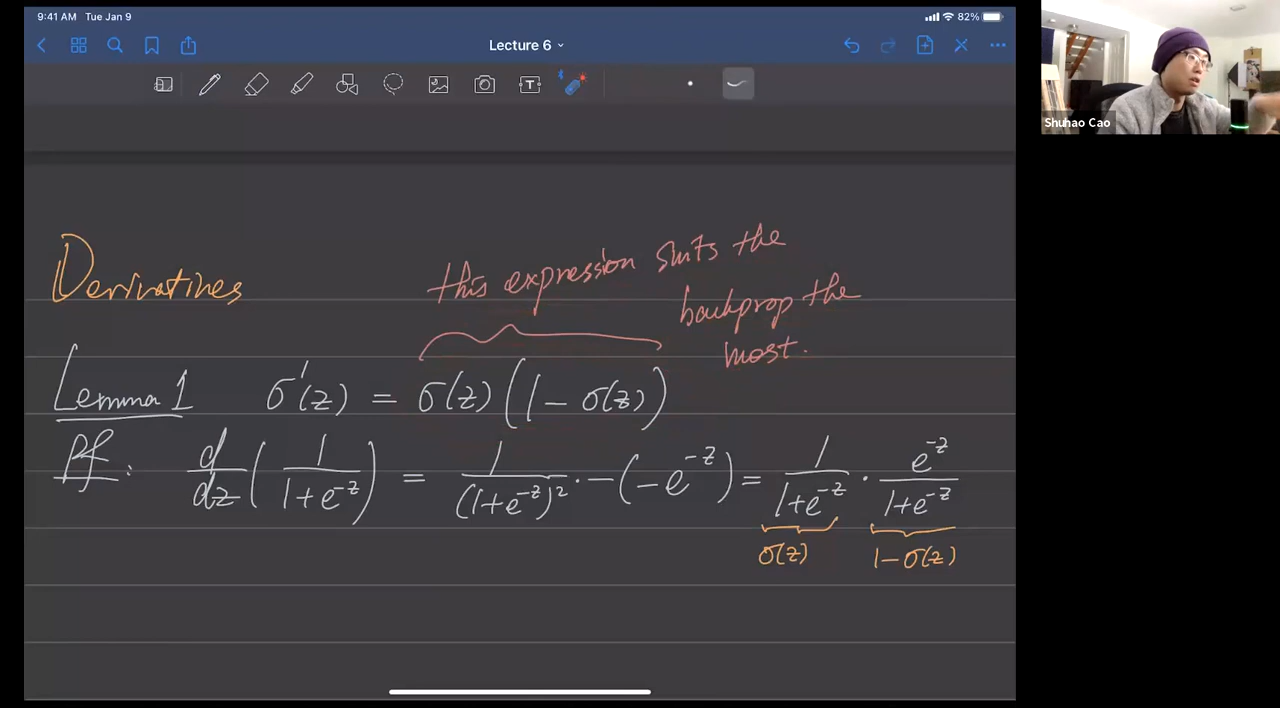 9:41 AM Tue Jan 9
82%
Lecture 6
T
Shuhao Cao
Derivatives
this expression suits the
backprop the
most.
Lemma 1 σ'(z) = σ(z)(1 − σ(z))
Pf: d/dz (1/(1+e^{-z})) = 1/(1+e^{-z})² · −(−e^{-z}) = 1/(1+e^{-z}) · e^{-z}/(1+e^{-z})
σ(z) 1−σ(z)